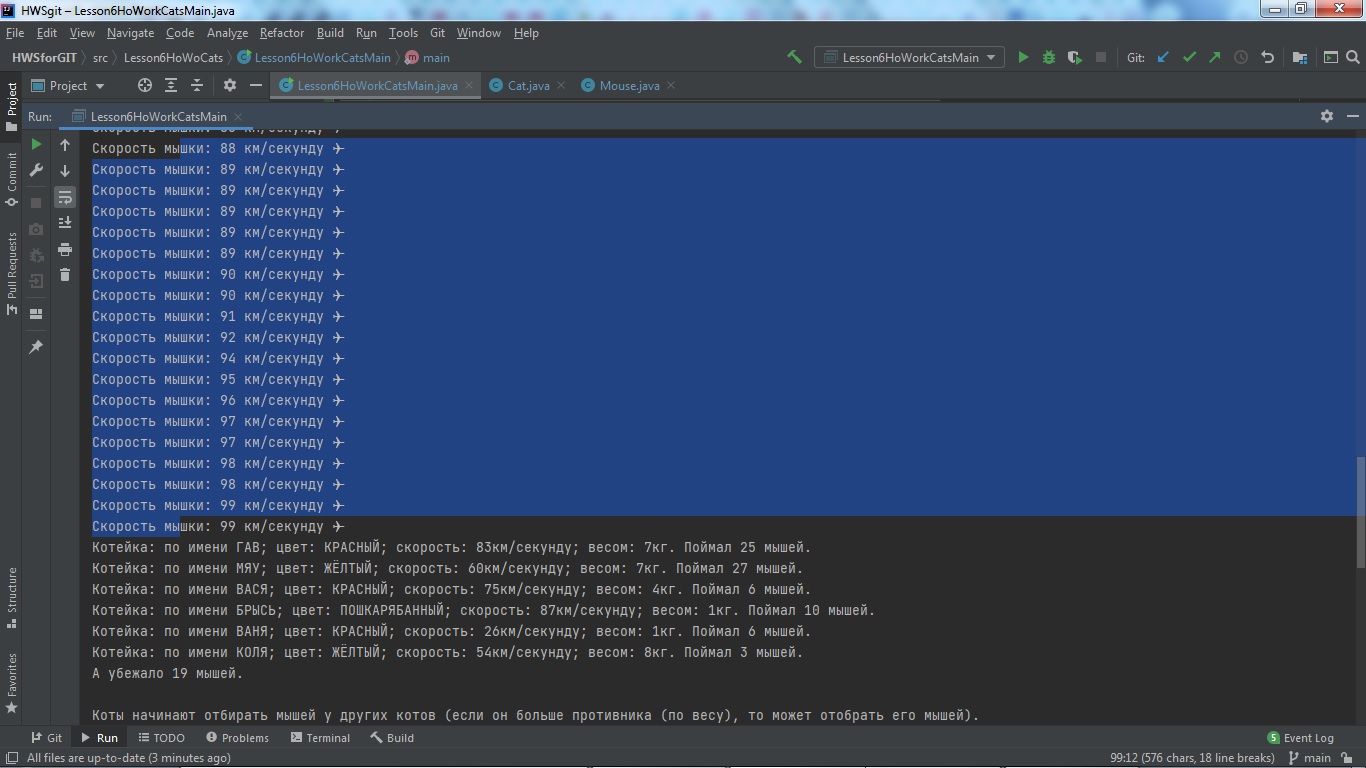 HWSgit – Lesson6HoWorkCatsMain.java
File Edit View Navigate Code Analyze Refactor Build Run Tools Git Window Help
HWSforGIT src Lesson6HoWoCats Lesson6HoWorkCatsMain main Lesson6HoWorkCatsMain Git:
Project Lesson6HoWorkCatsMain.java Cat.java Mouse.java
Run: Lesson6HoWorkCatsMain
Скорость мышки: 88 км/секунду ✈
Скорость мышки: 89 км/секунду ✈
Скорость мышки: 89 км/секунду ✈
Скорость мышки: 89 км/секунду ✈
Скорость мышки: 89 км/секунду ✈
Скорость мышки: 89 км/секунду ✈
Скорость мышки: 90 км/секунду ✈
Скорость мышки: 90 км/секунду ✈
Скорость мышки: 91 км/секунду ✈
Скорость мышки: 92 км/секунду ✈
Скорость мышки: 94 км/секунду ✈
Скорость мышки: 95 км/секунду ✈
Скорость мышки: 96 км/секунду ✈
Скорость мышки: 97 км/секунду ✈
Скорость мышки: 97 км/секунду ✈
Скорость мышки: 98 км/секунду ✈
Скорость мышки: 98 км/секунду ✈
Скорость мышки: 99 км/секунду ✈
Скорость мышки: 99 км/секунду ✈
Котейка: по имени ГАВ; цвет: КРАСНЫЙ; скорость: 83км/секунду; весом: 7кг. Поймал 25 мышей.
Котейка: по имени МЯУ; цвет: ЖЁЛТЫЙ; скорость: 60км/секунду; весом: 7кг. Поймал 27 мышей.
Котейка: по имени ВАСЯ; цвет: КРАСНЫЙ; скорость: 75км/секунду; весом: 4кг. Поймал 6 мышей.
Котейка: по имени БРЫСЬ; цвет: ПОШКАРЯБАННЫЙ; скорость: 87км/секунду; весом: 1кг. Поймал 10 мышей.
Котейка: по имени ВАНЯ; цвет: КРАСНЫЙ; скорость: 26км/секунду; весом: 1кг. Поймал 6 мышей.
Котейка: по имени КОЛЯ; цвет: ЖЁЛТЫЙ; скорость: 54км/секунду; весом: 8кг. Поймал 3 мышей.
А убежало 19 мышей.
Коты начинают отбирать мышей у других котов (если он больше противника (по весу), то может отобрать его мышей).
Project
Commit
Pull Requests
Structure
Favorites
Git Run TODO Problems Terminal Build 5 Event Log
All files are up-to-date (3 minutes ago) 99:12 (576 chars, 18 line breaks) main